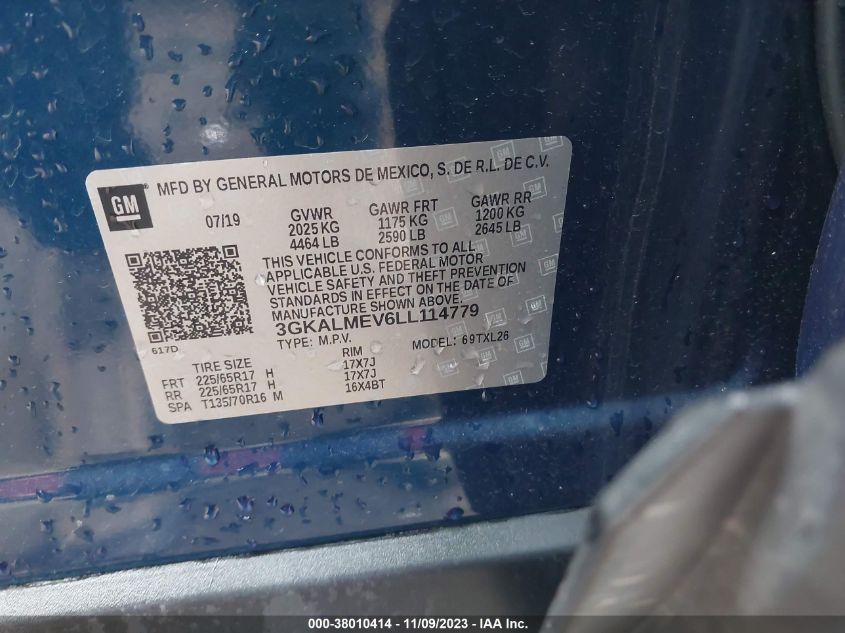 GM
MFD BY GENERAL MOTORS DE MEXICO, S. DE R.L. DE C.V.
07/19 GVWR GAWR FRT GAWR RR
2025 KG 1175 KG 1200 KG
4464 LB 2590 LB 2645 LB
THIS VEHICLE CONFORMS TO ALL
APPLICABLE U.S. FEDERAL MOTOR
VEHICLE SAFETY AND THEFT PREVENTION
STANDARDS IN EFFECT ON THE DATE OF
MANUFACTURE SHOWN ABOVE.
3GKALMEV6LL114779
617D TYPE: M.P.V. MODEL: 69TXL26
TIRE SIZE RIM
FRT 225/65R17 H 17X7J
RR 225/65R17 H 17X7J
SPA T135/70R16 M 16X4BT
000-38010414 - 11/09/2023 - IAA Inc.